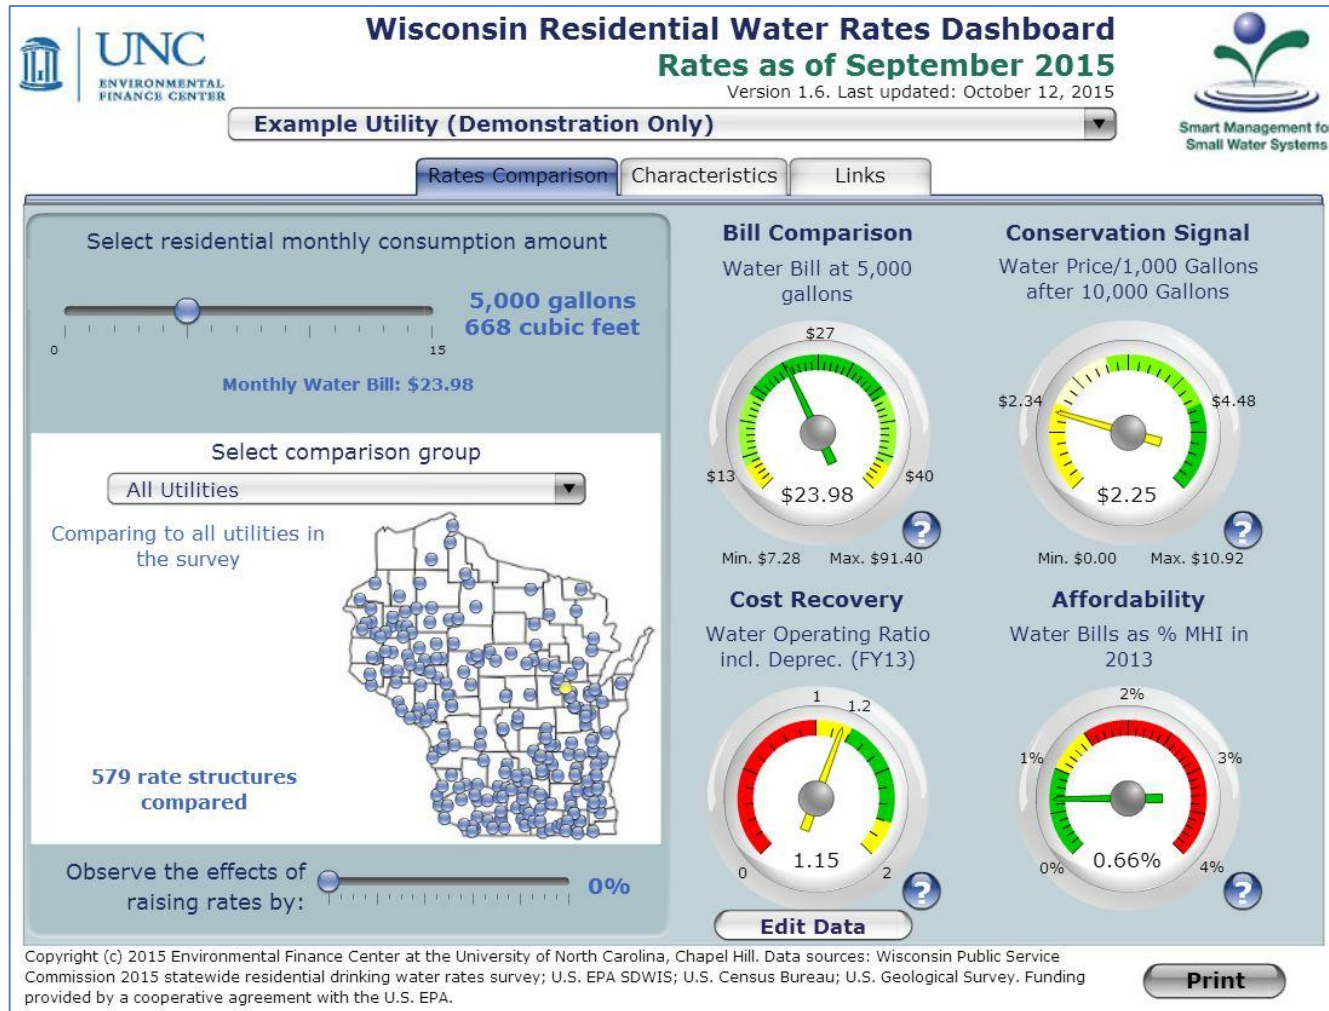 UNC
ENVIRONMENTAL
FINANCE CENTER
Wisconsin Residential Water Rates Dashboard
Rates as of September 2015
Version 1.6. Last updated: October 12, 2015
Smart Management fo
Small Water Systems
Example Utility (Demonstration Only)
Rates Comparison
Characteristics
Links
Select residential monthly consumption amount
5,000 gallons
668 cubic feet
0
15
Monthly Water Bill: $23.98
Select comparison group
All Utilities
Comparing to all utilities in
the survey
579 rate structures
compared
Observe the effects of
raising rates by:
0%
Bill Comparison
Water Bill at 5,000
gallons
$27
$13
$40
$23.98
?
Min. $7.28 Max. $91.40
Conservation Signal
Water Price/1,000 Gallons
after 10,000 Gallons
$2.34
$4.48
$2.25
?
Min. $0.00 Max. $10.92
Cost Recovery
Water Operating Ratio
incl. Deprec. (FY13)
1
1.2
0
2
1.15
?
Edit Data
Affordability
Water Bills as % MHI in
2013
2%
1%
3%
0%
4%
0.66%
?
Copyright (c) 2015 Environmental Finance Center at the University of North Carolina, Chapel Hill. Data sources: Wisconsin Public Service
Commission 2015 statewide residential drinking water rates survey; U.S. EPA SDWIS; U.S. Census Bureau; U.S. Geological Survey. Funding
provided by a cooperative agreement with the U.S. EPA.
Print